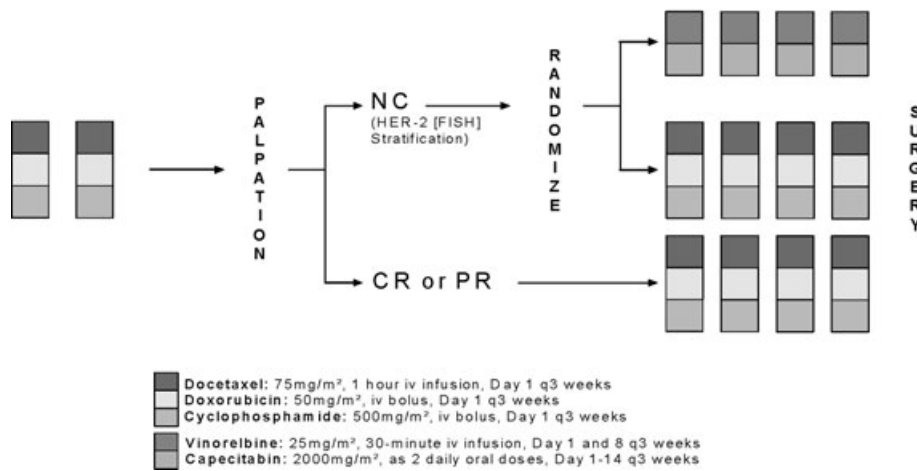 PALPATION
NC
(HER-2 [FISH]
Stratification)
RANDOMIZE
CR or PR
SURGERY
Docetaxel: 75mg/m², 1 hour iv infusion, Day 1 q3 weeks
Doxorubicin: 50mg/m², iv bolus, Day 1 q3 weeks
Cyclophosphamide: 500mg/m², iv bolus, Day 1 q3 weeks
Vinorelbine: 25mg/m², 30-minute iv infusion, Day 1 and 8 q3 weeks
Capecitabin: 2000mg/m², as 2 daily oral doses, Day 1-14 q3 weeks